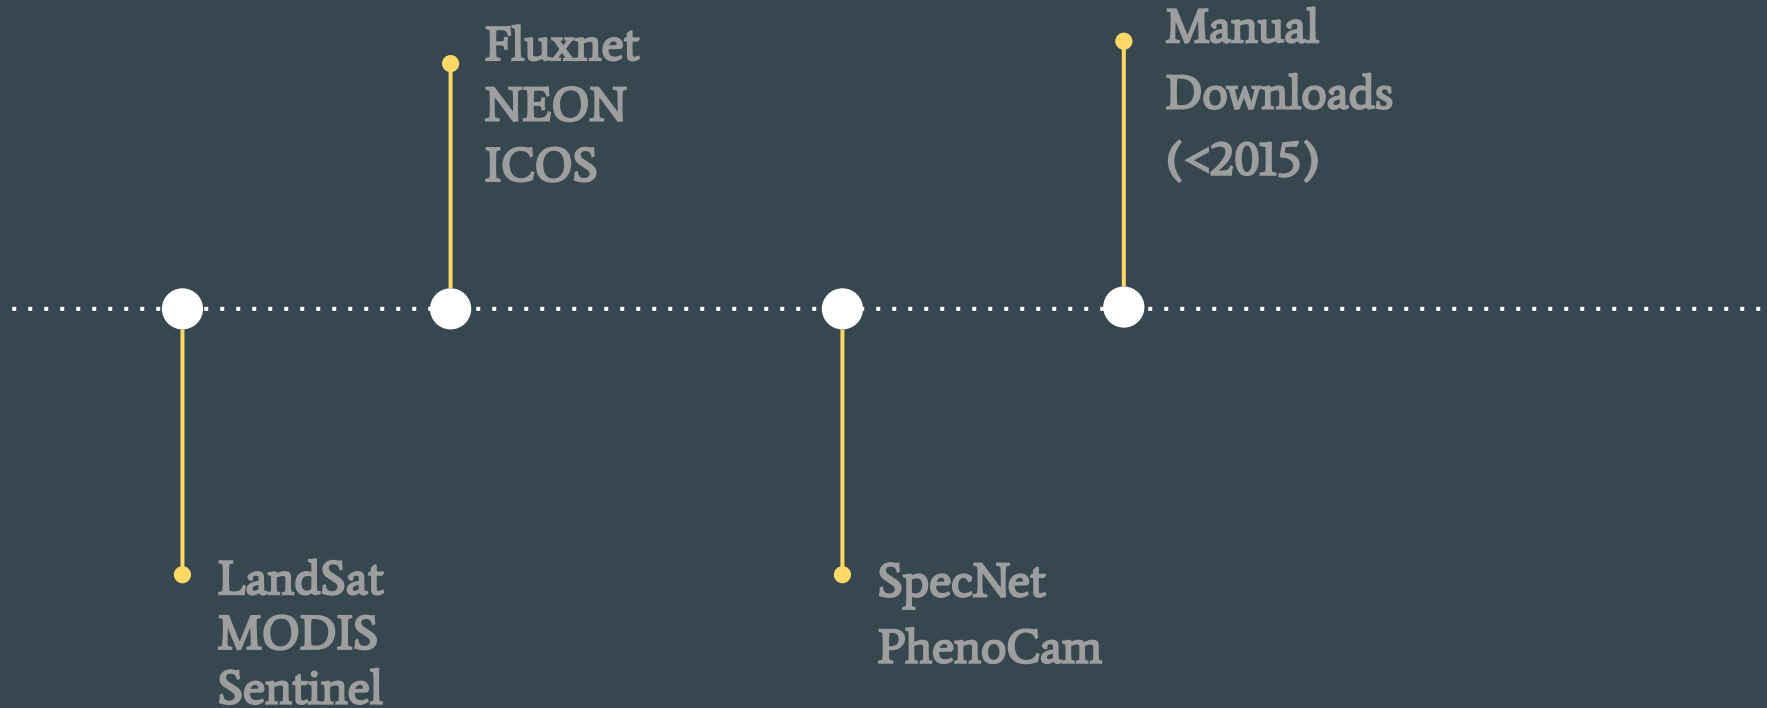 LandSat
MODIS
Sentinel
Fluxnet
NEON
ICOS
SpecNet
PhenoCam
Manual
Downloads
(<2015)